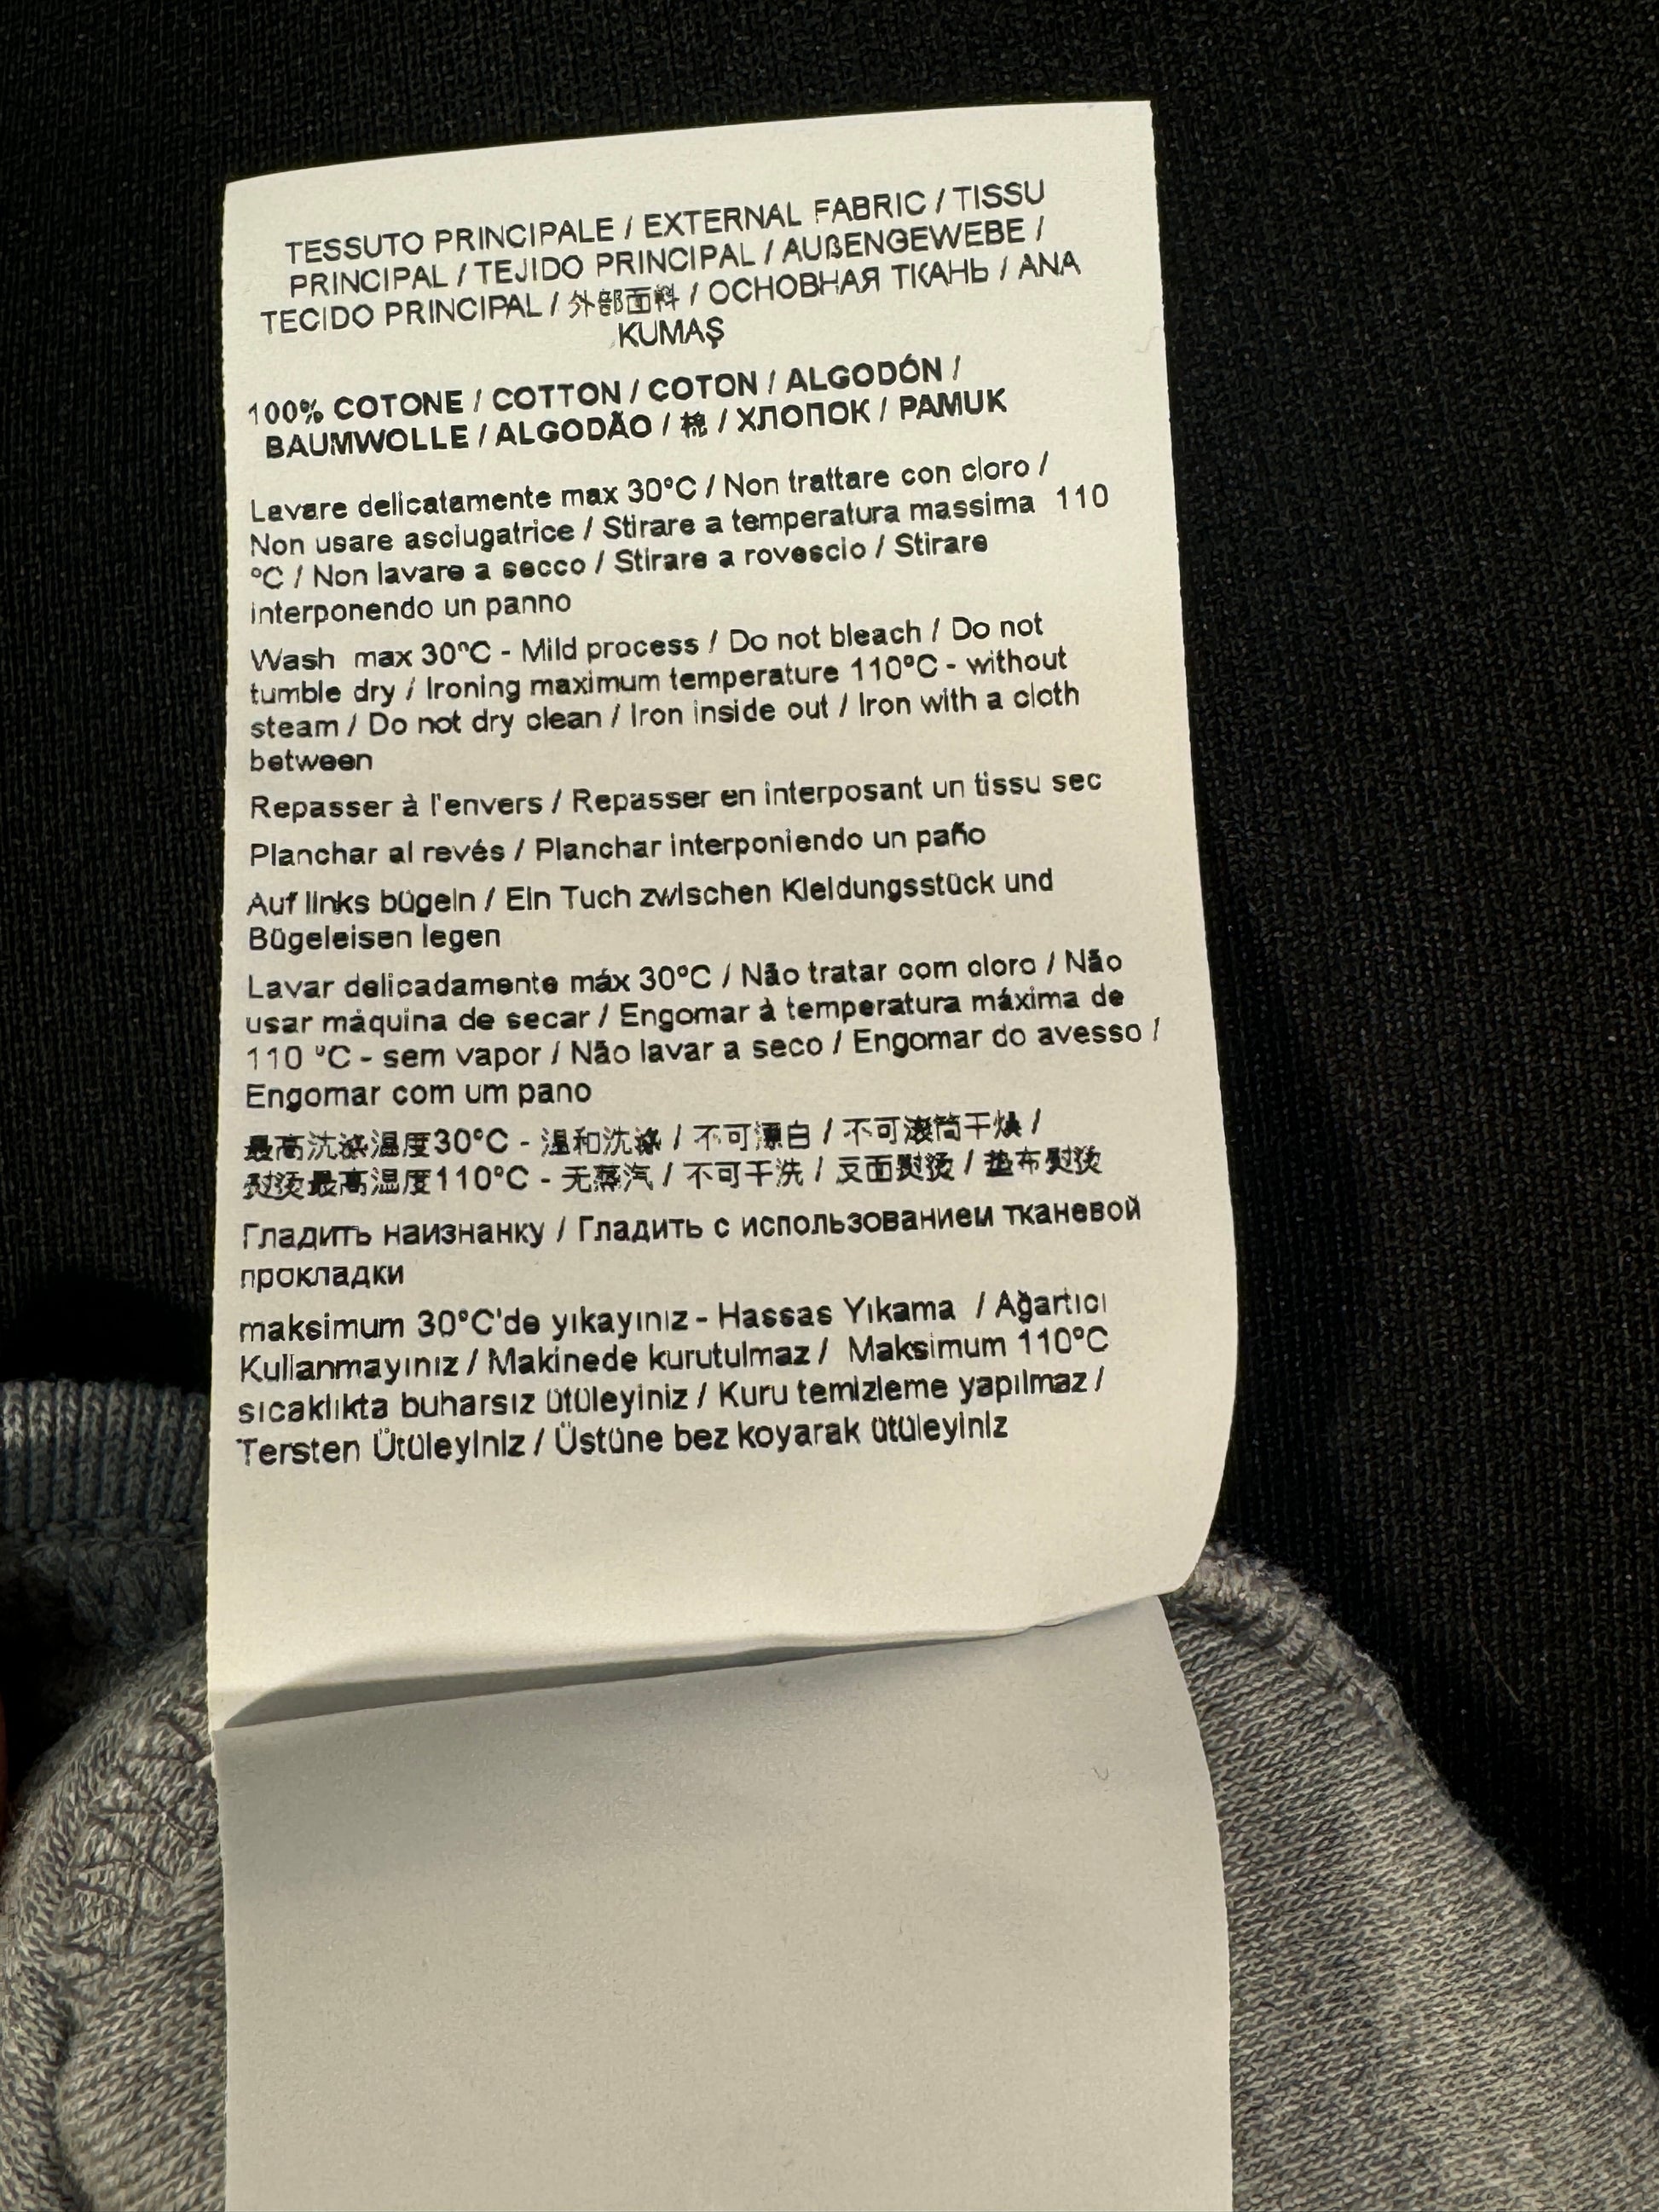 TESSUTO PRINCIPALE / EXTERNAL FABRIC / TISSU
PRINCIPAL / TEJIDO PRINCIPAL / AUßENGEWEBE /
TECIDO PRINCIPAL / 外部面料 / ОСНОВНАЯ ТКАНЬ / ANA
KUMAŞ
100% COTONE / COTTON / COTON / ALGODÓN /
BAUMWOLLE / ALGODÃO / 棉 / ХЛОПОК / PAMUK
Lavare delicatamente max 30°C / Non trattare con cloro /
Non usare asciugatrice / Stirare a temperatura massima 110
°C / Non lavare a secco / Stirare a rovescio / Stirare
interponendo un panno
Wash max 30°C - Mild process / Do not bleach / Do not
tumble dry / Ironing maximum temperature 110°C - without
steam / Do not dry clean / Iron inside out / Iron with a cloth
between
Repasser à l'envers / Repasser en interposant un tissu sec
Planchar al revés / Planchar interponiendo un paño
Auf links bügeln / Ein Tuch zwischen Kleidungsstück und
Bügeleisen legen
Lavar delicadamente máx 30°C / Não tratar com cloro / Não
usar máquina de secar / Engomar à temperatura máxima de
110 °C - sem vapor / Não lavar a seco / Engomar do avesso /
Engomar com um pano
最高洗涤温度30°C - 温和洗涤 / 不可漂白 / 不可滚筒干燥 /
熨烫最高温度110°C - 无蒸汽 / 不可干洗 / 反面熨烫 / 垫布熨烫
Гладить наизнанку / Гладить с использованием тканевой
прокладки
maksimum 30°C'de yıkayınız - Hassas Yıkama / Ağartıcı
Kullanmayınız / Makinede kurutulmaz / Maksimum 110°C
sıcaklıkta buharsız ütüleyiniz / Kuru temizleme yapılmaz /
Tersten Ütüleyiniz / Üstüne bez koyarak ütüleyiniz